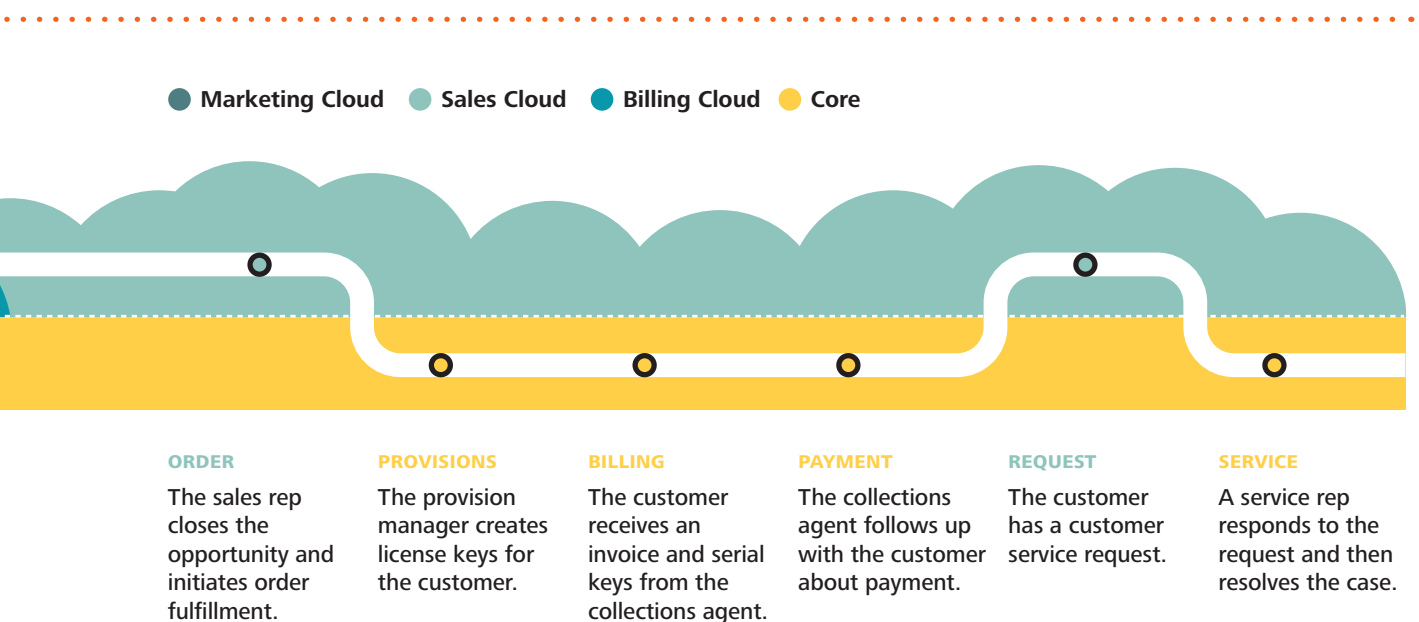 Marketing Cloud Sales Cloud Billing Cloud Core
ORDER
The sales rep
closes the
opportunity and
initiates order
fulfillment.
PROVISIONS
The provision
manager creates
license keys for
the customer.
BILLING
The customer
receives an
invoice and serial
keys from the
collections agent.
PAYMENT
The collections
agent follows up
with the customer
about payment.
REQUEST
The customer
has a customer
service request.
SERVICE
A service rep
responds to the
request and then
resolves the case.